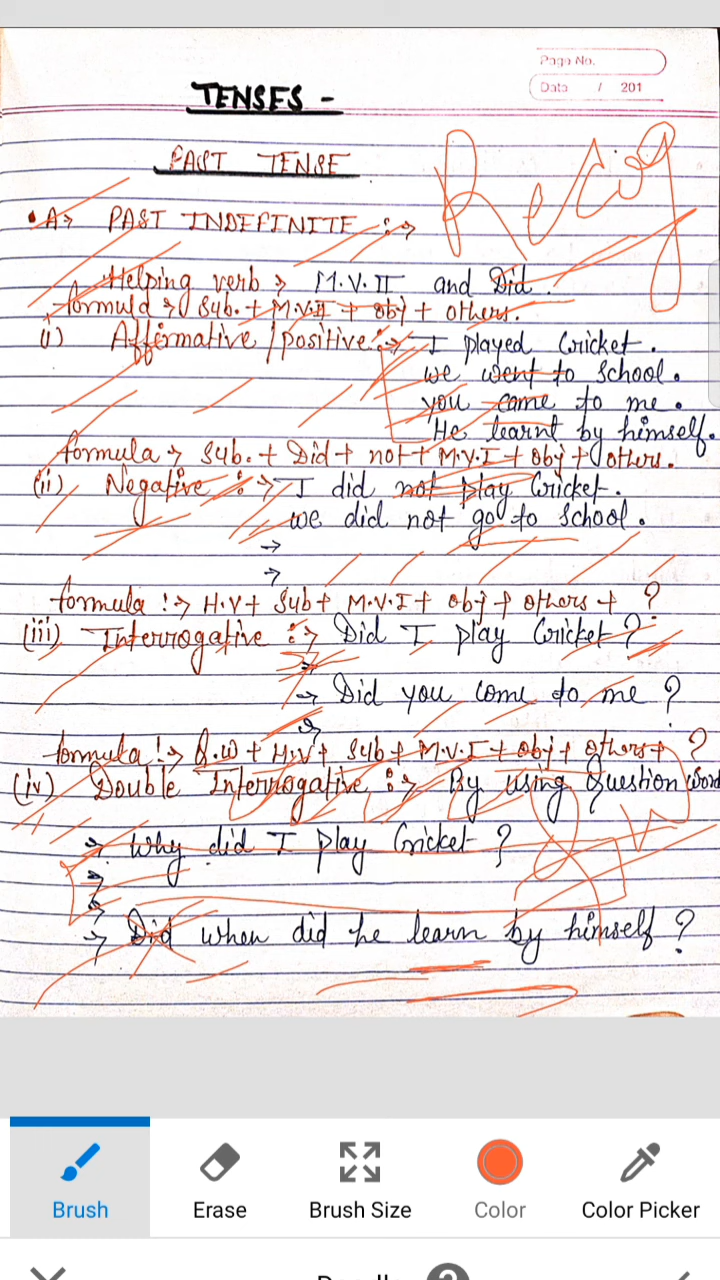 Page No.
Date / 201
TENSES -
PAST TENSE
• A> PAST INDEFINITE :->
Helping verb > M.V.II and Did.
formula -> Sub. + M.V.II + obj + others.
(i) Affirmative / positive :-> I played Cricket.
we went to School.
you came to me.
He learnt by himself.
formula -> Sub. + Did + not + M.V.I + obj + others.
(ii) Negative :-> I did not play Cricket.
we did not go to School.
->
->
formula :-> H.V + Sub + M.V.I + obj + others + ?
(iii) Interrogative :-> Did I play Cricket?
->
-> Did you come to me?
->
formula :-> Q.W + H.V + Sub + M.V.I + obj + others + ?
(iv) Double Interrogative :-> By using Question word
-> Why did I play Cricket?
->
->
-> Did when did he learn by himself?
Brush
Erase
Brush Size
Color
Color Picker